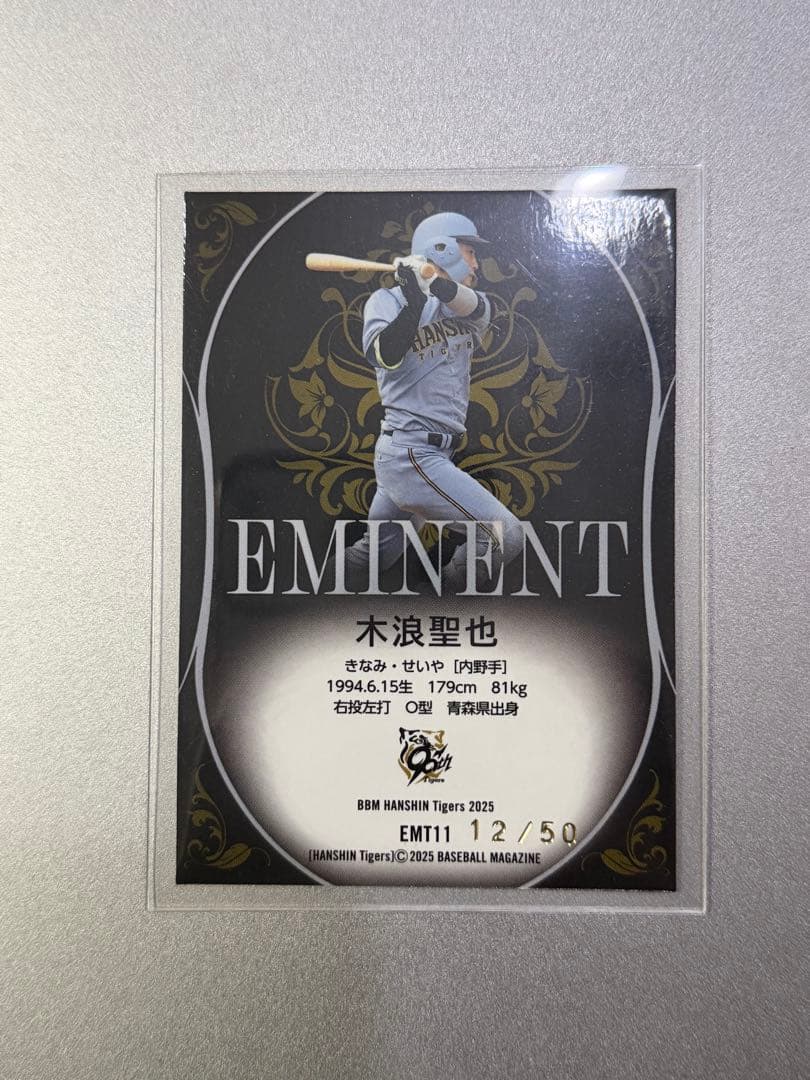 HANSHIN
TIGERS
EMINENT
木浪聖也
きなみ・せいや [内野手]
1994.6.15生 179cm 81kg
右投左打 O型 青森県出身
90th
Tigers
BBM HANSHIN Tigers 2025
EMT11 12/50
[HANSHIN Tigers]© 2025 BASEBALL MAGAZINE